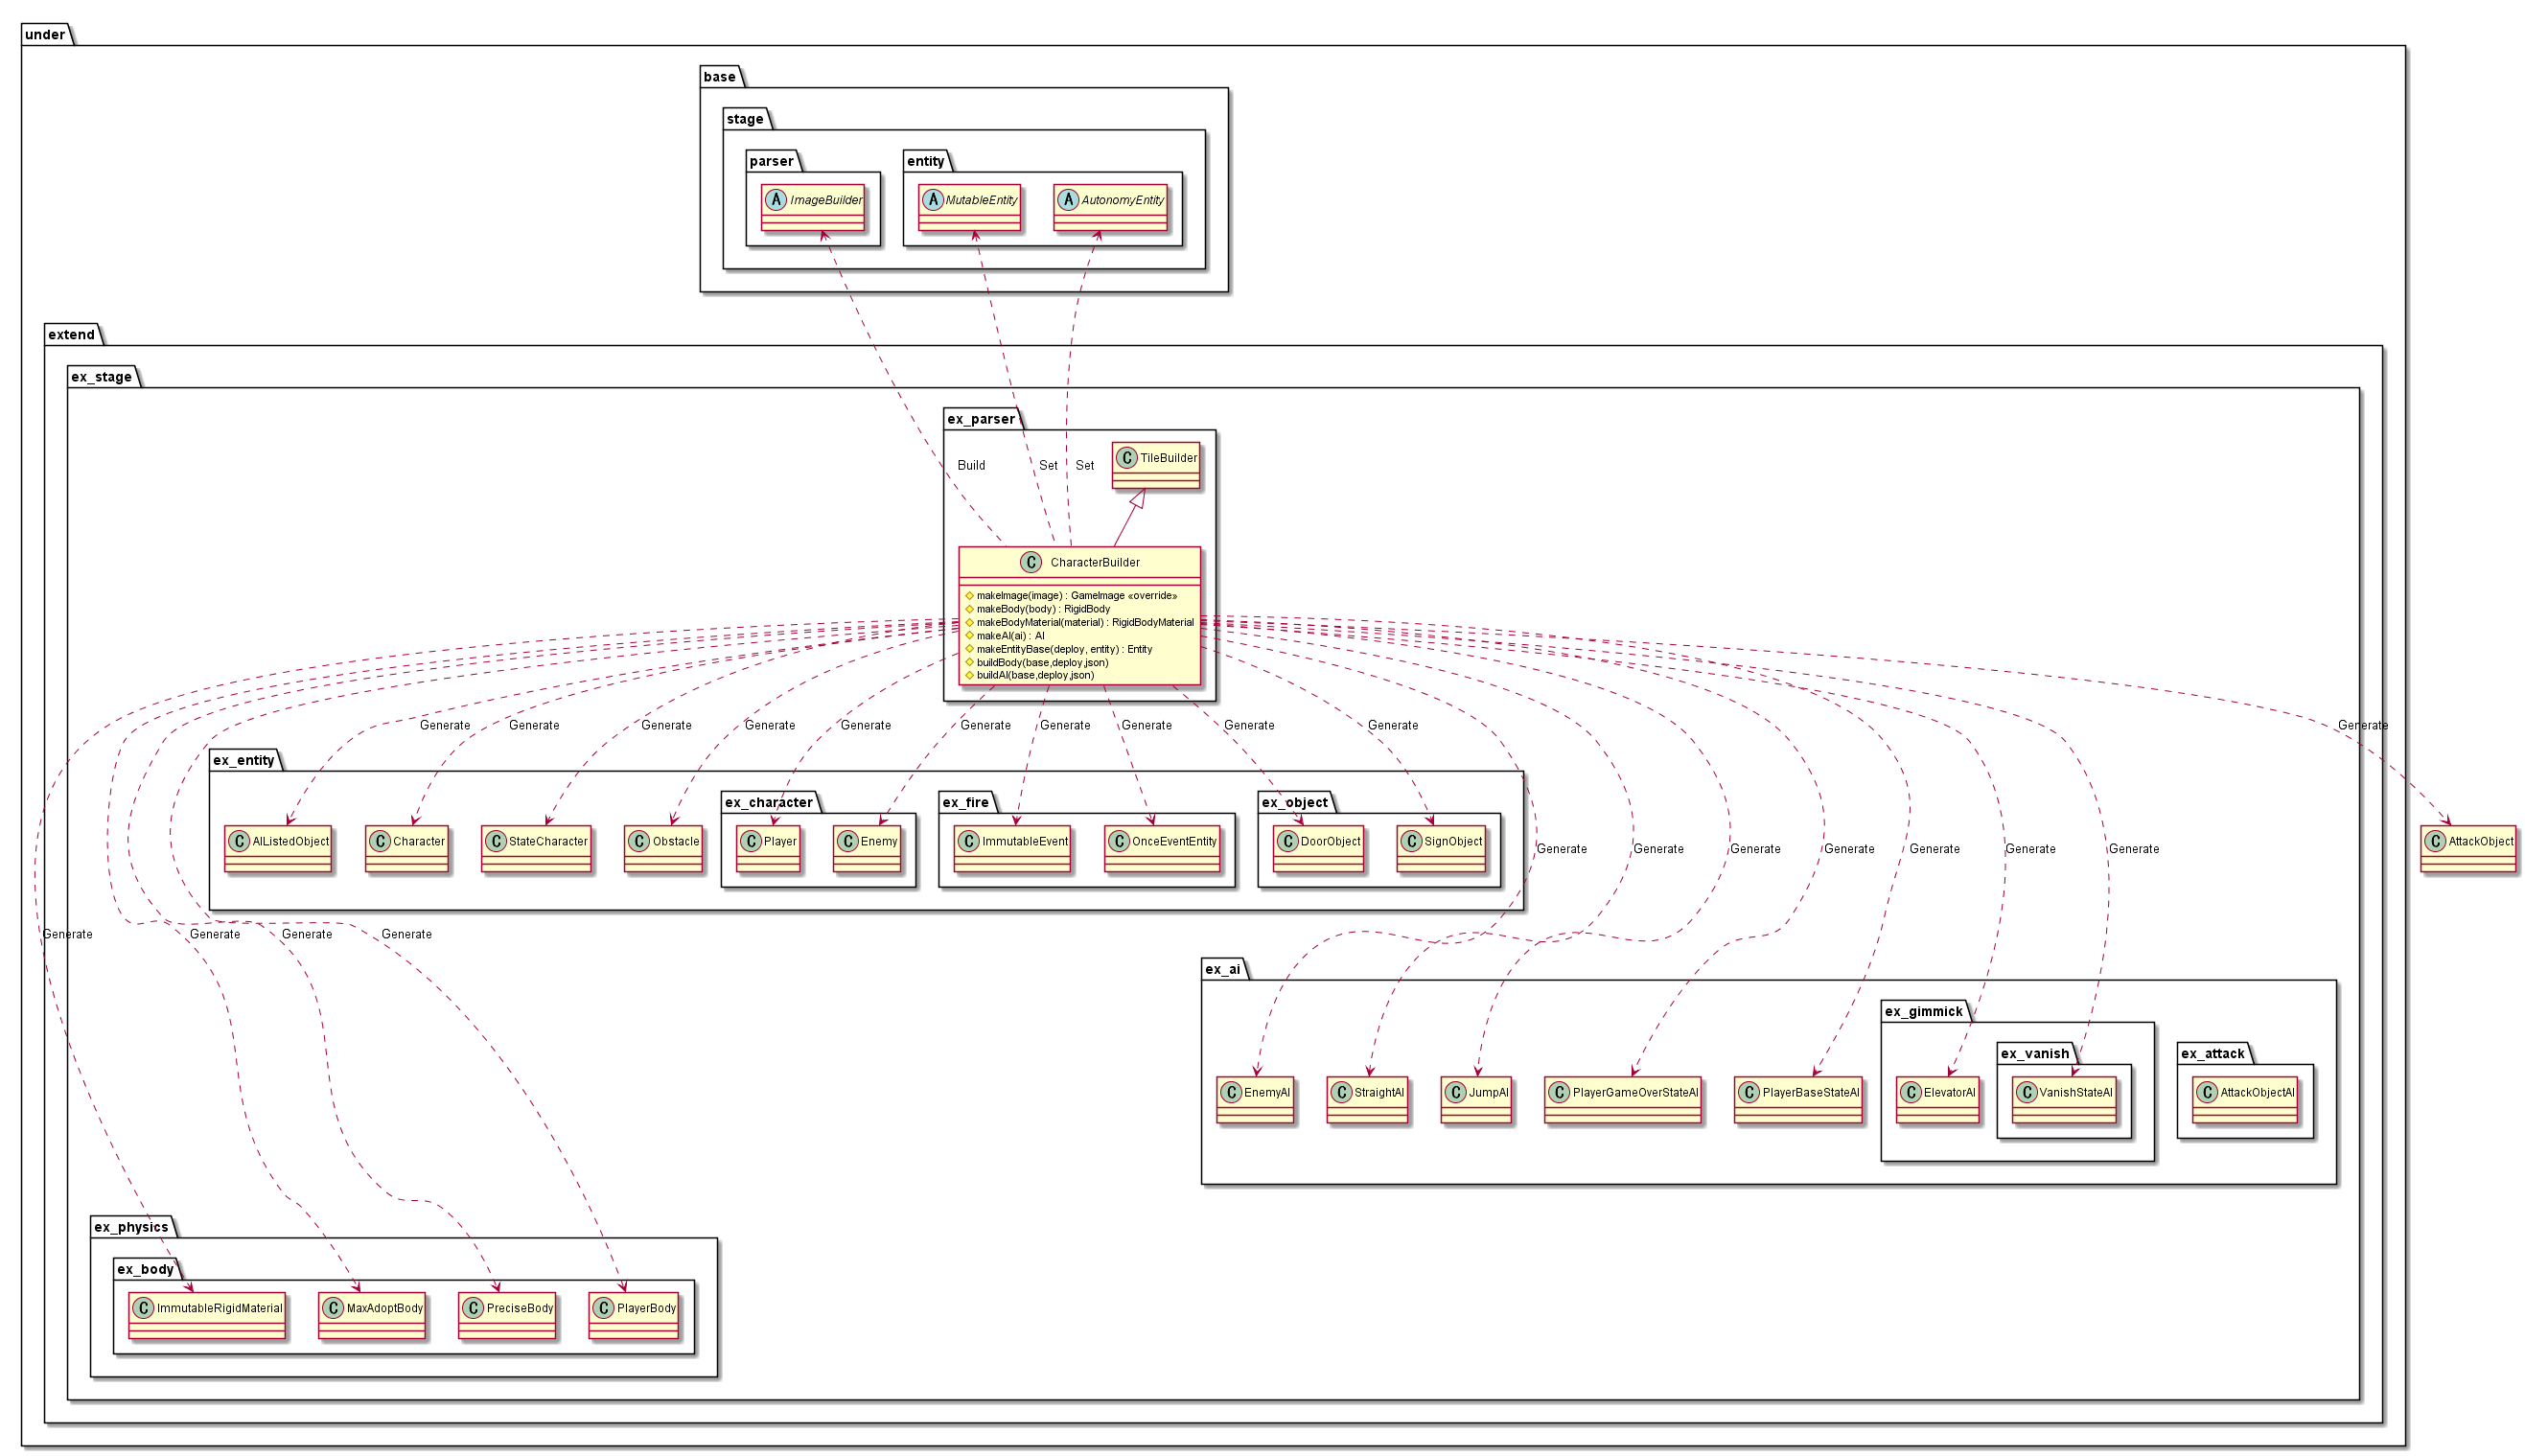 under
base
stage
parser
entity
A ImageBuilder
A MutableEntity
A AutonomyEntity
extend
ex_stage
ex_parser
Build
Set
Set
C TileBuilder
C CharacterBuilder
makeImage(image) : GameImage «override»
makeBody(body) : RigidBody
makeBodyMaterial(material) : RigidBodyMaterial
makeAI(ai) : AI
makeEntityBase(deploy, entity) : Entity
buildBody(base,deploy,json)
buildAI(base,deploy,json)
Generate
Generate
Generate
Generate
Generate
Generate
Generate
Generate
Generate
Generate
Generate
ex_entity
ex_character
ex_fire
ex_object
C AIListedObject
C Character
C StateCharacter
C Obstacle
C Player
C Enemy
C ImmutableEvent
C OnceEventEntity
C DoorObject
C SignObject
C AttackObject
Generate
Generate
Generate
Generate
Generate
Generate
Generate
Generate
Generate
Generate
Generate
ex_ai
ex_gimmick
ex_vanish
ex_attack
C EnemyAI
C StraightAI
C JumpAI
C PlayerGameOverStateAI
C PlayerBaseStateAI
C ElevatorAI
C VanishStateAI
C AttackObjectAI
ex_physics
ex_body
C ImmutableRigidMaterial
C MaxAdoptBody
C PreciseBody
C PlayerBody